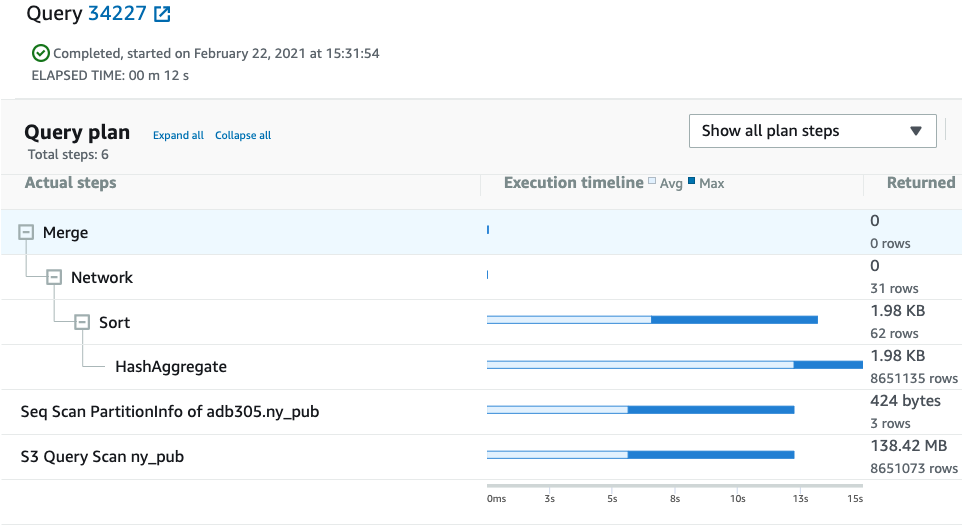 Query 34227
Completed, started on February 22, 2021 at 15:31:54
ELAPSED TIME: 00 m 12 s
Query plan Expand all Collapse all
Show all plan steps
Total steps: 6
Actual steps Execution timeline Avg Max Returned
Merge
0
0 rows
Network
0
31 rows
Sort
1.98 KB
62 rows
HashAggregate
1.98 KB
8651135 rows
Seq Scan PartitionInfo of adb305.ny_pub
424 bytes
3 rows
S3 Query Scan ny_pub
138.42 MB
8651073 rows
0ms 3s 5s 8s 10s 13s 15s